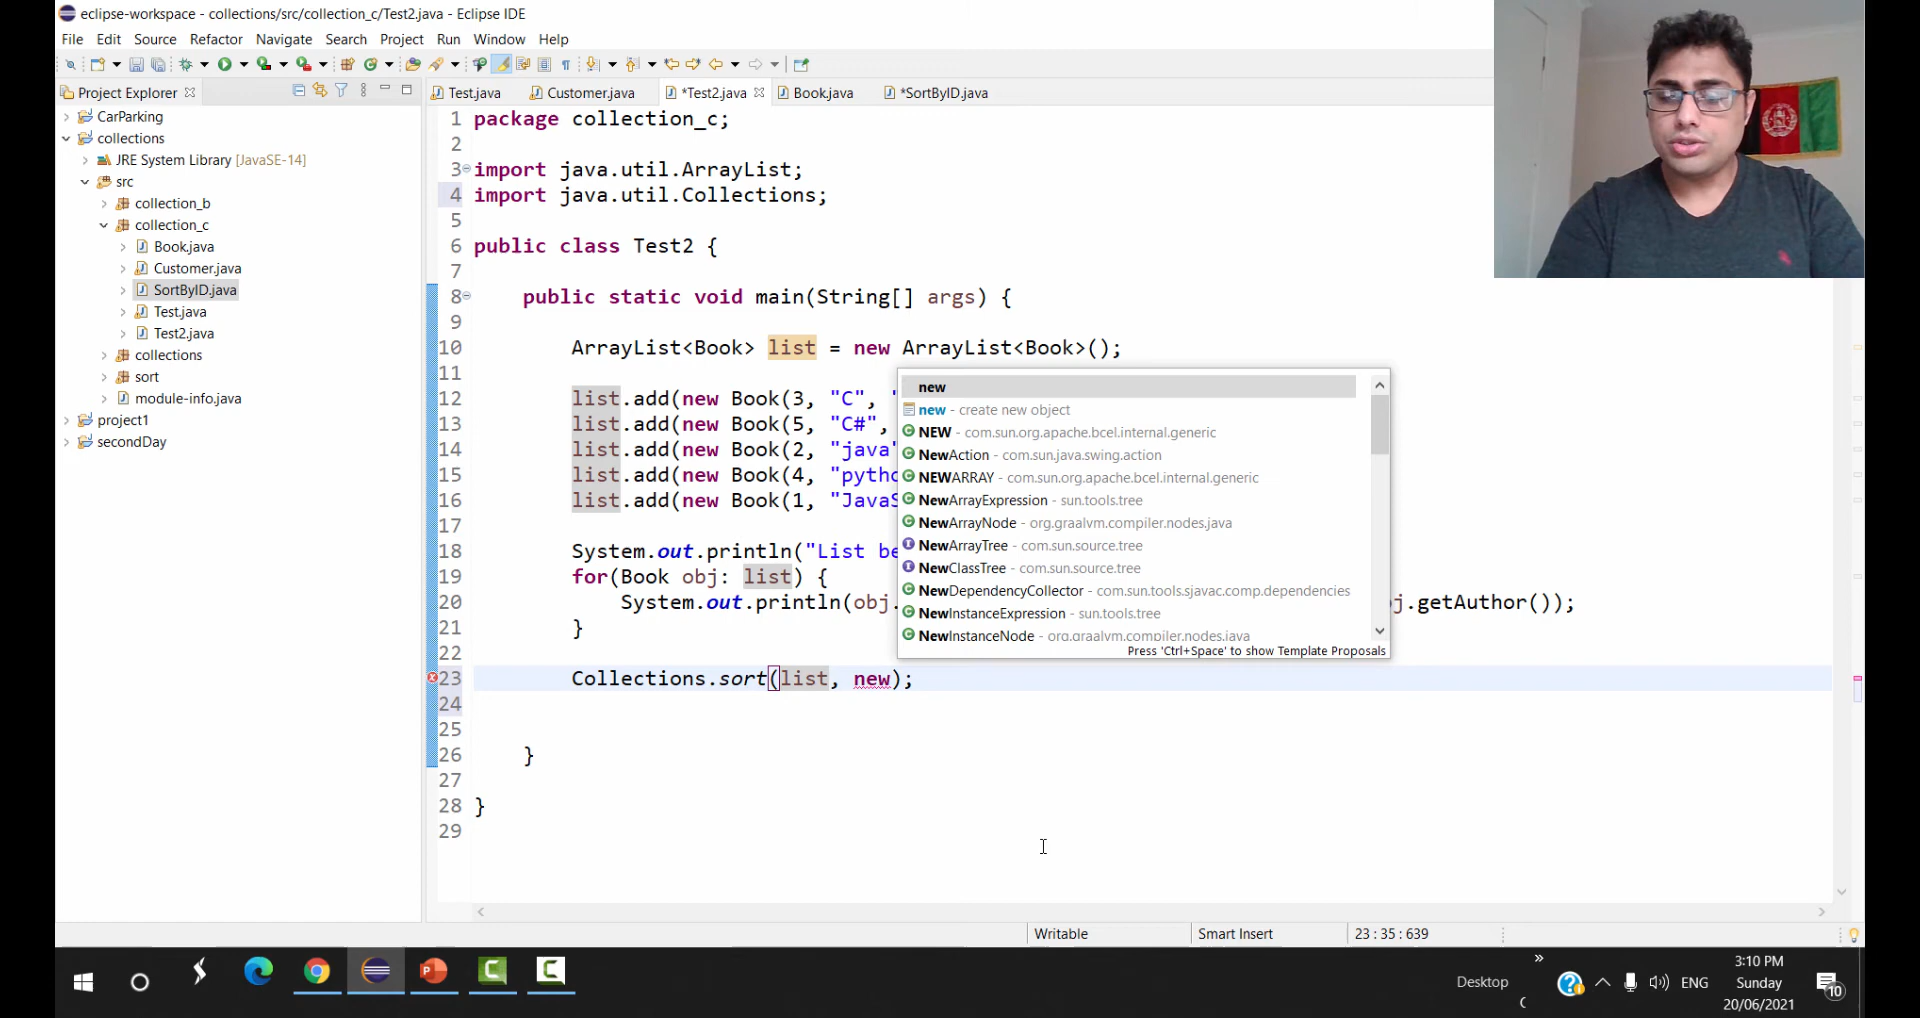 eclipse-workspace - collections/src/collection_c/Test2.java - Eclipse IDE
File Edit Source Refactor Navigate Search Project Run Window Help
Project Explorer
Test.java Customer.java *Test2.java Book.java *SortByID.java
CarParking
collections
JRE System Library [JavaSE-14]
src
collection_b
collection_c
Book.java
Customer.java
SortByID.java
Test.java
Test2.java
collections
sort
module-info.java
project1
secondDay
1 package collection_c;
2
3 import java.util.ArrayList;
4 import java.util.Collections;
5
6 public class Test2 {
7
8 public static void main(String[] args) {
9
10 ArrayList<Book> list = new ArrayList<Book>();
11
12 list.add(new Book(3, "C", "
13 list.add(new Book(5, "C#",
14 list.add(new Book(2, "java"
15 list.add(new Book(4, "pytho
16 list.add(new Book(1, "JavaS
17
18 System.out.println("List be
19 for(Book obj: list) {
20 System.out.println(obj. j.getAuthor());
21 }
22
23 Collections.sort(list, new);
24
25
26 }
27
28 }
29
new
new - create new object
NEW - com.sun.org.apache.bcel.internal.generic
NewAction - com.sun.java.swing.action
NEWARRAY - com.sun.org.apache.bcel.internal.generic
NewArrayExpression - sun.tools.tree
NewArrayNode - org.graalvm.compiler.nodes.java
NewArrayTree - com.sun.source.tree
NewClassTree - com.sun.source.tree
NewDependencyCollector - com.sun.tools.sjavac.comp.dependencies
NewInstanceExpression - sun.tools.tree
NewInstanceNode - org.graalvm.compiler.nodes.java
Press 'Ctrl+Space' to show Template Proposals
Writable Smart Insert 23 : 35 : 639
Desktop
ENG
3:10 PM
Sunday
20/06/2021
10